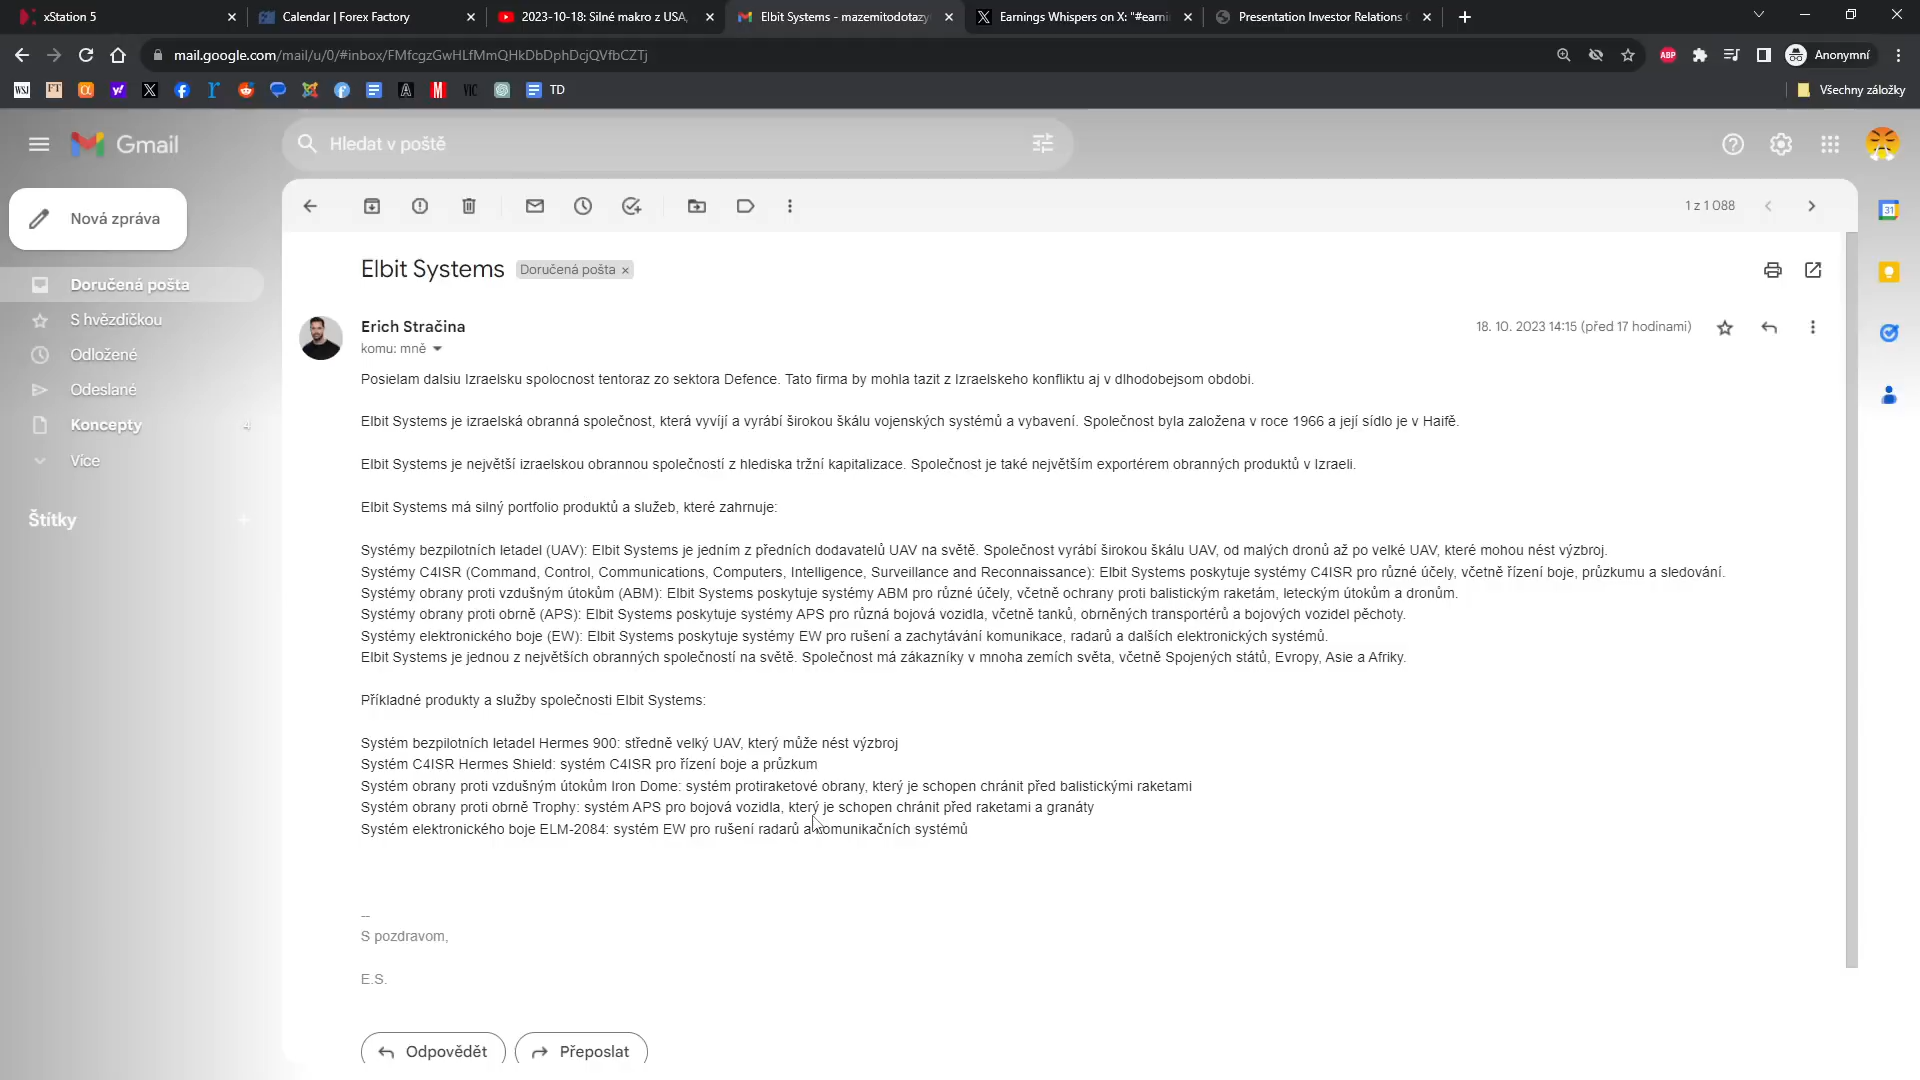 xStation 5
Calendar | Forex Factory
2023-10-18: Silné makro z USA,
Elbit Systems - mazemitodotazy
Earnings Whispers on X: "#earni
Presentation Investor Relations
mail.google.com/mail/u/0/#inbox/FMfcgzGwHLfMmQHkDbDphDcjQVfbCZTj
ABP
Anonymní
WSJ
FT
VIC
TD
Všechny záložky
Gmail
Hledat v poště
Nová zpráva
1 z 1 088
31
Elbit Systems
Doručená pošta
Doručená pošta
S hvězdičkou
Odložené
Odeslané
Koncepty
4
Více
Štítky
Erich Stračina
18. 10. 2023 14:15 (před 17 hodinami)
komu: mně
Posielam dalsiu Izraelsku spolocnost tentoraz zo sektora Defence. Tato firma by mohla tazit z Izraelskeho konfliktu aj v dlhodobejsom obdobi.
Elbit Systems je izraelská obranná společnost, která vyvíjí a vyrábí širokou škálu vojenských systémů a vybavení. Společnost byla založena v roce 1966 a její sídlo je v Haifě.
Elbit Systems je největší izraelskou obrannou společností z hlediska tržní kapitalizace. Společnost je také největším exportérem obranných produktů v Izraeli.
Elbit Systems má silný portfolio produktů a služeb, které zahrnuje:
Systémy bezpilotních letadel (UAV): Elbit Systems je jedním z předních dodavatelů UAV na světě. Společnost vyrábí širokou škálu UAV, od malých dronů až po velké UAV, které mohou nést výzbroj.
Systémy C4ISR (Command, Control, Communications, Computers, Intelligence, Surveillance and Reconnaissance): Elbit Systems poskytuje systémy C4ISR pro různé účely, včetně řízení boje, průzkumu a sledování.
Systémy obrany proti vzdušným útokům (ABM): Elbit Systems poskytuje systémy ABM pro různé účely, včetně ochrany proti balistickým raketám, leteckým útokům a dronům.
Systémy obrany proti obrně (APS): Elbit Systems poskytuje systémy APS pro různá bojová vozidla, včetně tanků, obrněných transportérů a bojových vozidel pěchoty.
Systémy elektronického boje (EW): Elbit Systems poskytuje systémy EW pro rušení a zachytávání komunikace, radarů a dalších elektronických systémů.
Elbit Systems je jednou z největších obranných společností na světě. Společnost má zákazníky v mnoha zemích světa, včetně Spojených států, Evropy, Asie a Afriky.
Příkladné produkty a služby společnosti Elbit Systems:
Systém bezpilotních letadel Hermes 900: středně velký UAV, který může nést výzbroj
Systém C4ISR Hermes Shield: systém C4ISR pro řízení boje a průzkum
Systém obrany proti vzdušným útokům Iron Dome: systém protiraketové obrany, který je schopen chránit před balistickými raketami
Systém obrany proti obrně Trophy: systém APS pro bojová vozidla, který je schopen chránit před raketami a granáty
Systém elektronického boje ELM-2084: systém EW pro rušení radarů a komunikačních systémů
--
S pozdravom,
E.S.
Odpovědět
Přeposlat